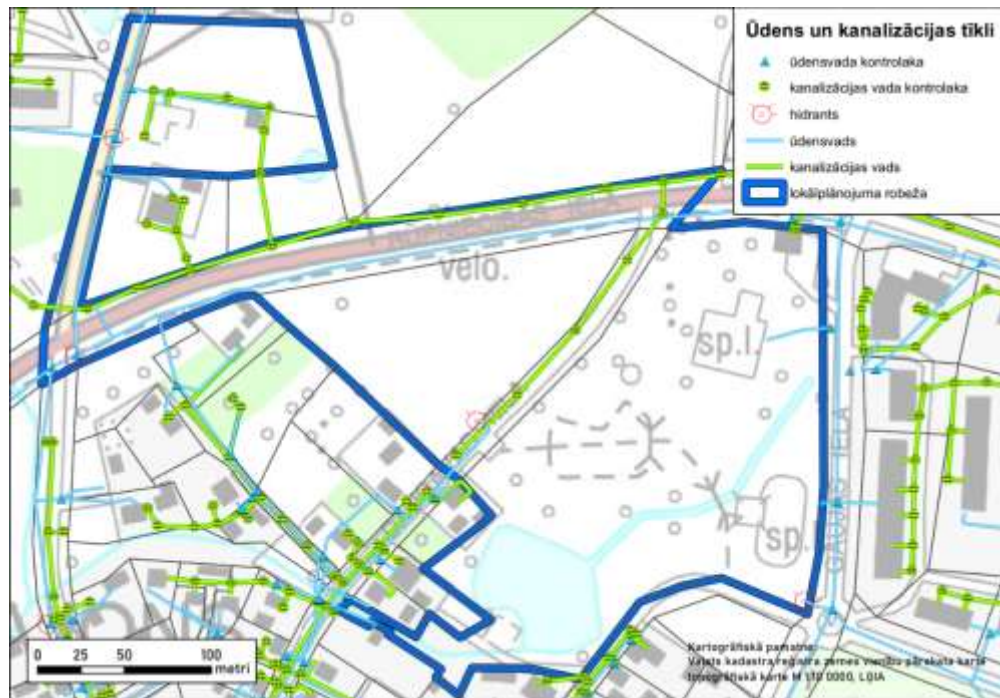 Ūdens un kanalizācijas tīkli
ūdensvada kontrolaka
kanalizācijas vada kontrolaka
hidrants
ūdensvads
kanalizācijas vads
lokālplānojuma robeža
velo.
sp.l.
GAUJAS IELA
sp.
0 25 50 100
metri
Kartogrāfiskā pamatne:
Valsts kadastra reģistra zemes vienību pārskata karte
Topogrāfiskā karte M 1:10 0000, LĢIA